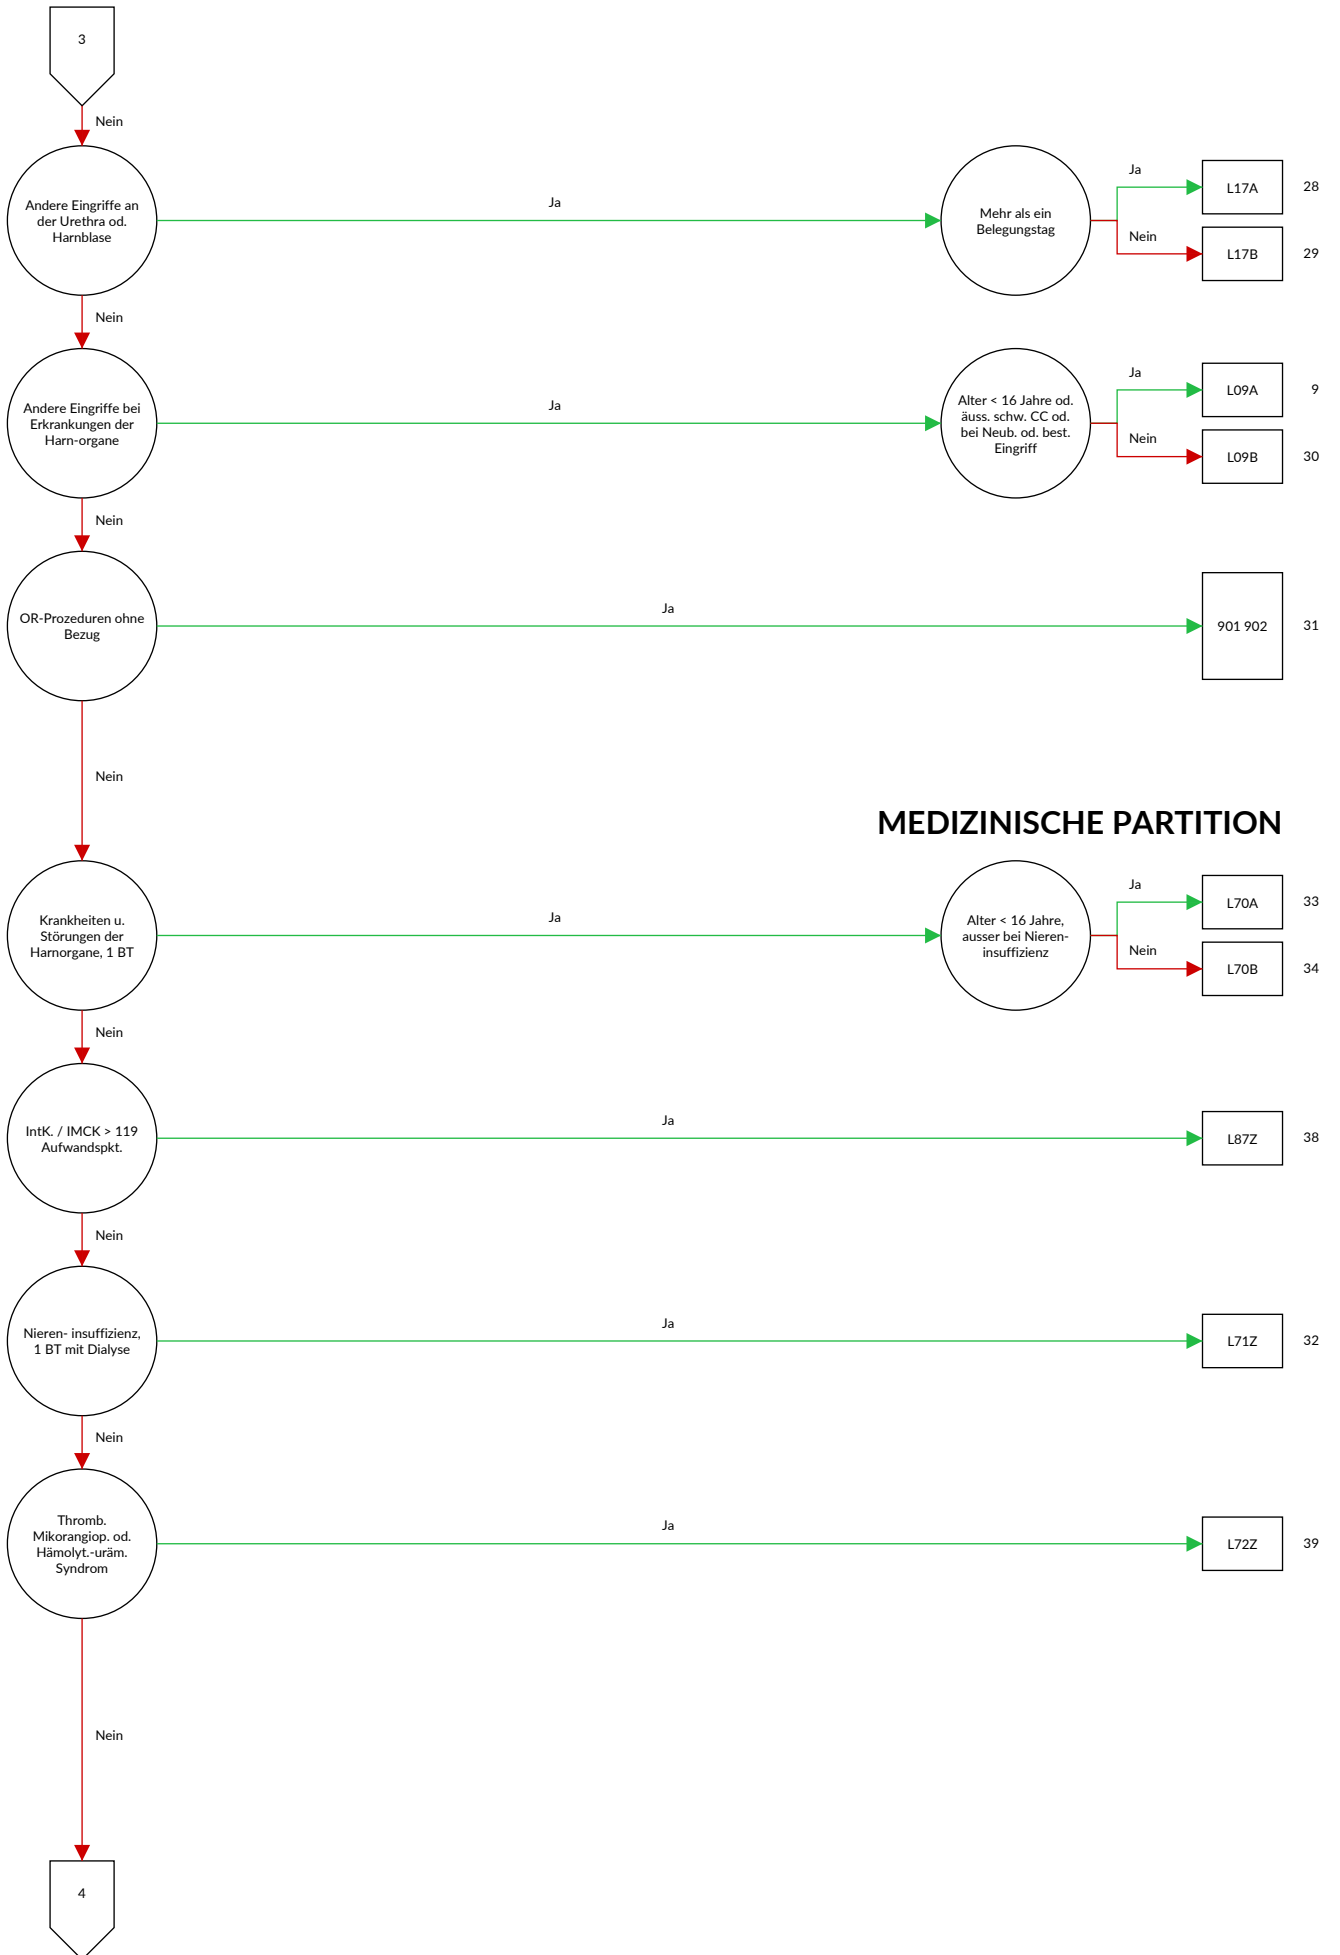 3
Nein
Andere Eingriffe an
der Urethra od.
Harnblase
Ja
Mehr als ein
Belegungstag
Ja
L17A
28
Nein
L17B
29
Nein
Andere Eingriffe bei
Erkrankungen der
Harn-organe
Ja
Alter < 16 Jahre od.
äuss. schw. CC od.
bei Neub. od. best.
Eingriff
Ja
L09A
9
Nein
L09B
30
Nein
OR-Prozeduren ohne
Bezug
Ja
901 902
31
Nein
MEDIZINISCHE PARTITION
Krankheiten u.
Störungen der
Harnorgane, 1 BT
Ja
Alter < 16 Jahre,
ausser bei Nieren-
insuffizienz
Ja
L70A
33
Nein
L70B
34
Nein
IntK. / IMCK > 119
Aufwandspkt.
Ja
L87Z
38
Nein
Nieren- insuffizienz,
1 BT mit Dialyse
Ja
L71Z
32
Nein
Thromb.
Mikorangiop. od.
Hämolyt.-uräm.
Syndrom
Ja
L72Z
39
Nein
4